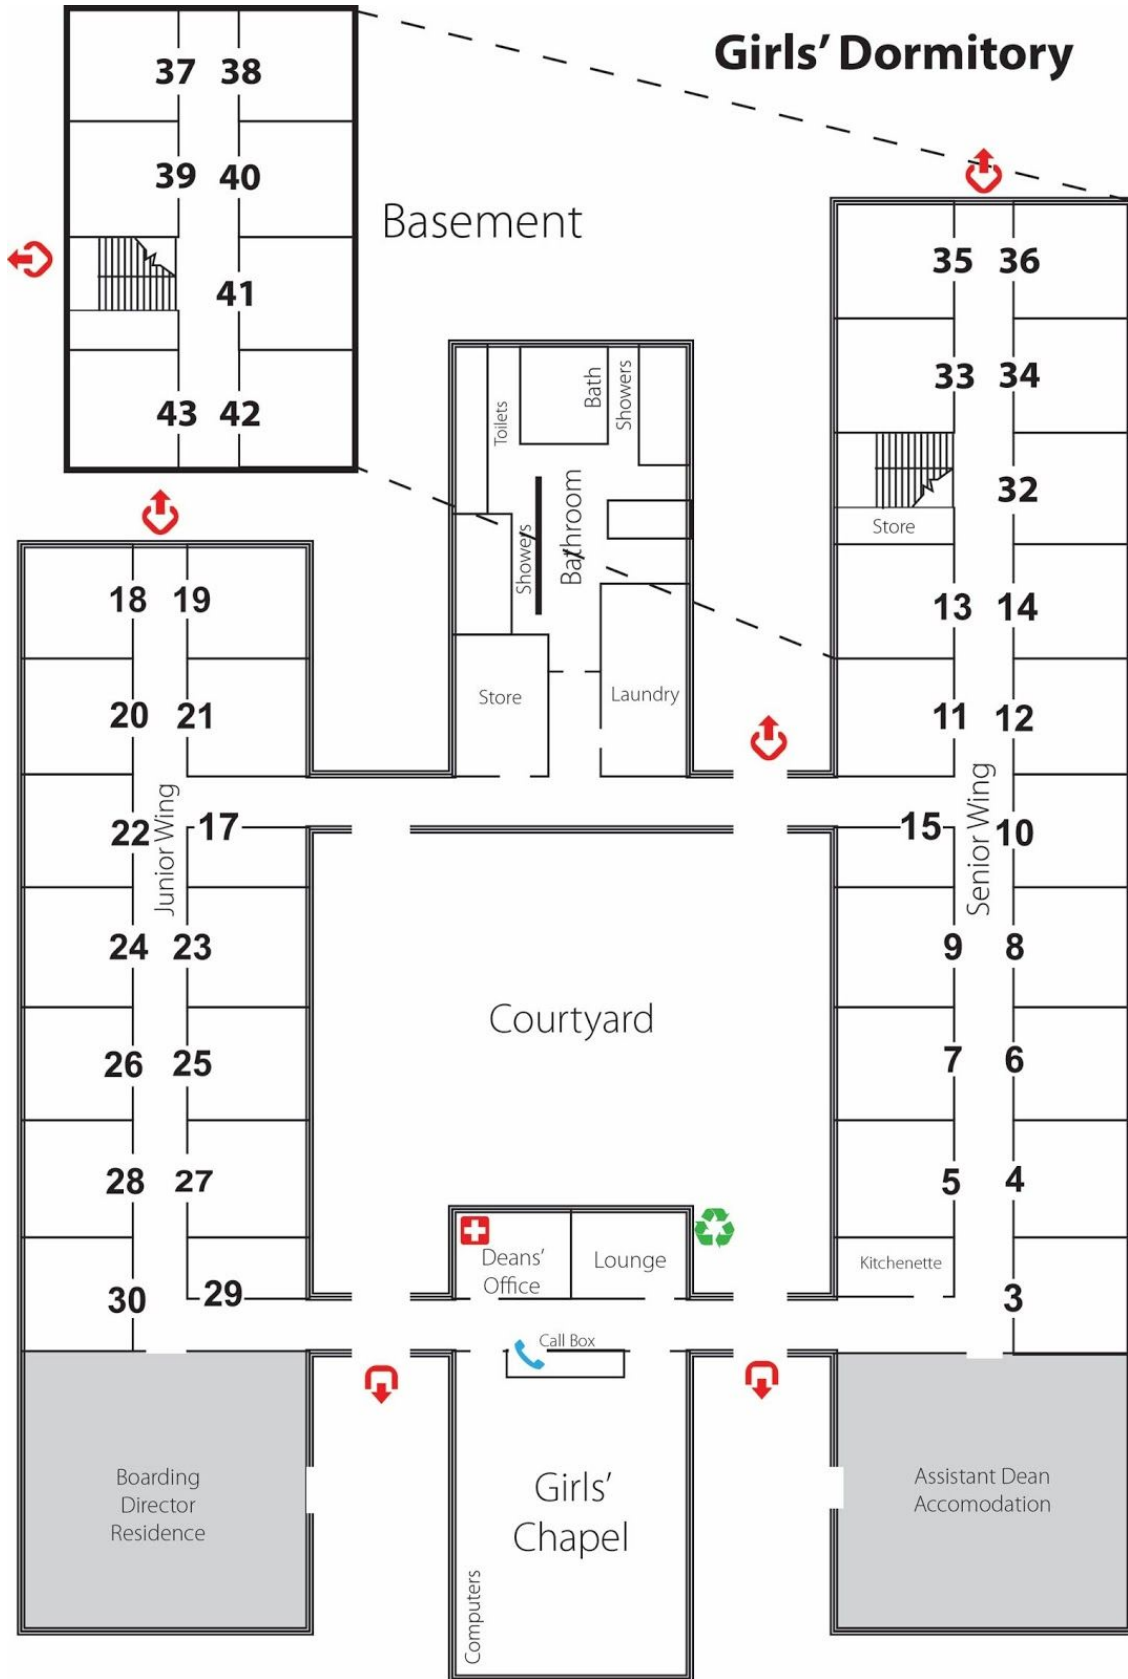 Girls' Dormitory
37 38
39 40
Basement
41
43 42
35 36
33 34
32
Store
13 14
11 12
15 10
Senior Wing
9 8
7 6
5 4
Kitchenette
3
Toilets
Bath
Showers
Showers
Bathroom
Store
Laundry
18 19
20 21
22 17
Junior Wing
24 23
26 25
28 27
30 29
Courtyard
Deans'
Office
Lounge
Call Box
Boarding
Director
Residence
Girls'
Chapel
Computers
Assistant Dean
Accomodation